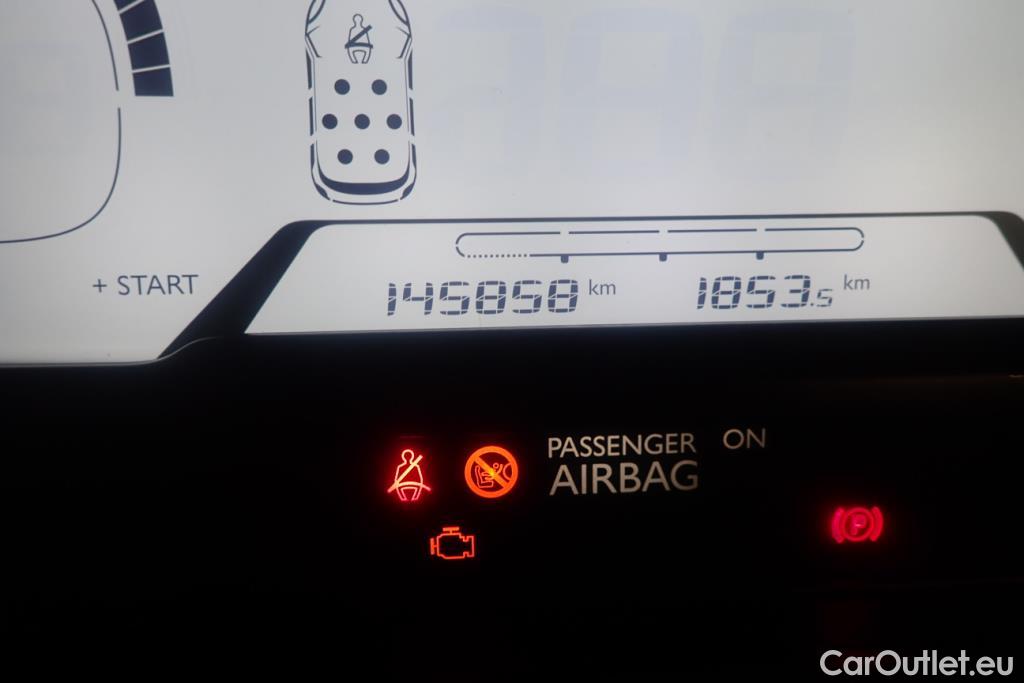 + START
145858 km 1853.5 km
PASSENGER ON
AIRBAG
P
CarOutlet.eu